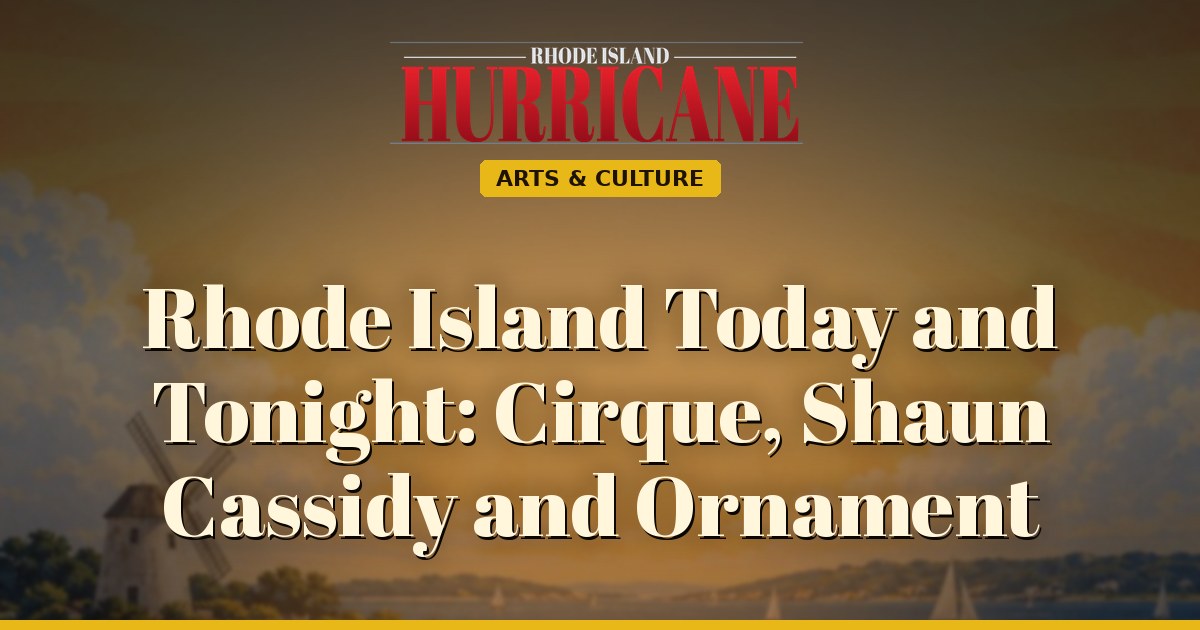 RHODE ISLAND
HURRICANE
ARTS & CULTURE
Rhode Island Today and
Tonight: Cirque, Shaun
Cassidy and Ornament